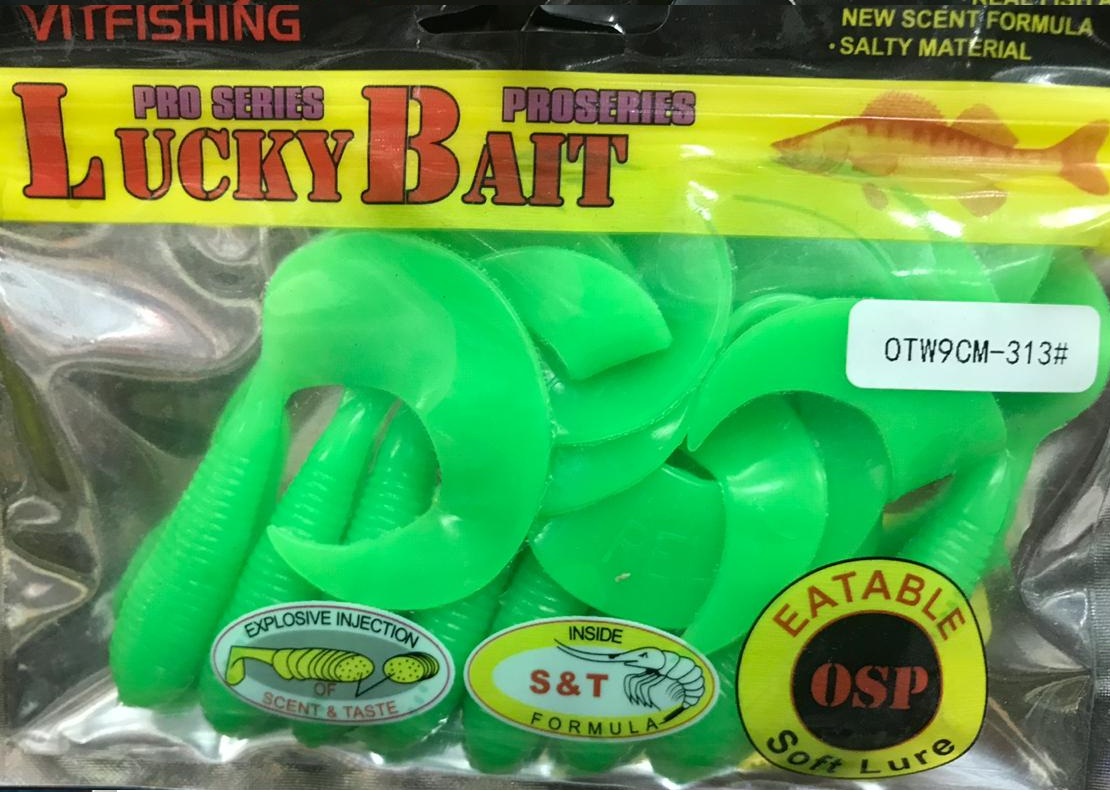 VITFISHING
NEW SCENT FORMULA
·SALTY MATERIAL
PRO SERIES
PROSERIES
LUCKY BAIT
OTW9CM-313#
EXPLOSIVE INJECTION
OF
SCENT & TASTE
INSIDE
S&T
FORMULA
EATABLE
OSP
Soft Lure